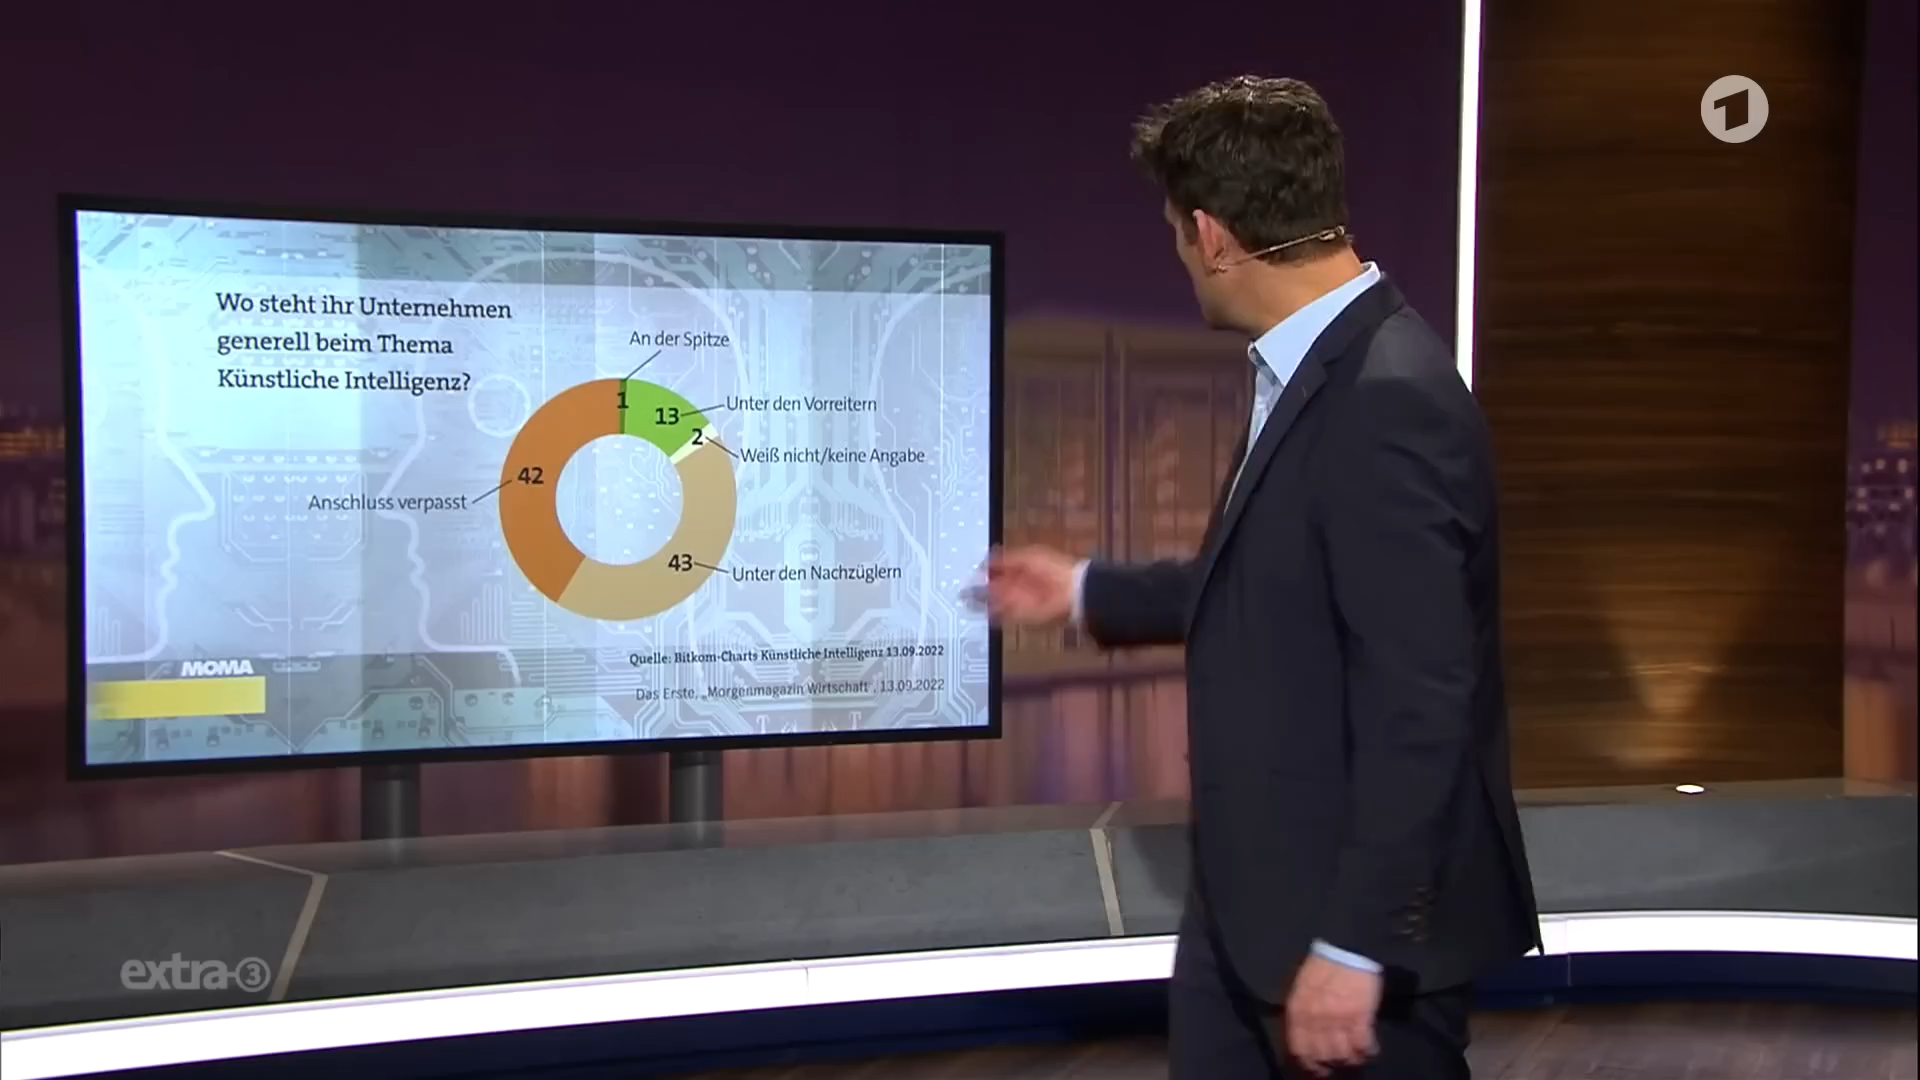 Wo steht ihr Unternehmen
generell beim Thema
Künstliche Intelligenz?
An der Spitze
1
13
Unter den Vorreitern
2
Weiß nicht/keine Angabe
42
Anschluss verpasst
43
Unter den Nachzüglern
Quelle: Bitkom-Charts Künstliche Intelligenz 13.09.2022
MOMA
Das Erste, „Morgenmagazin Wirtschaft“, 13.09.2022
extra-3
1